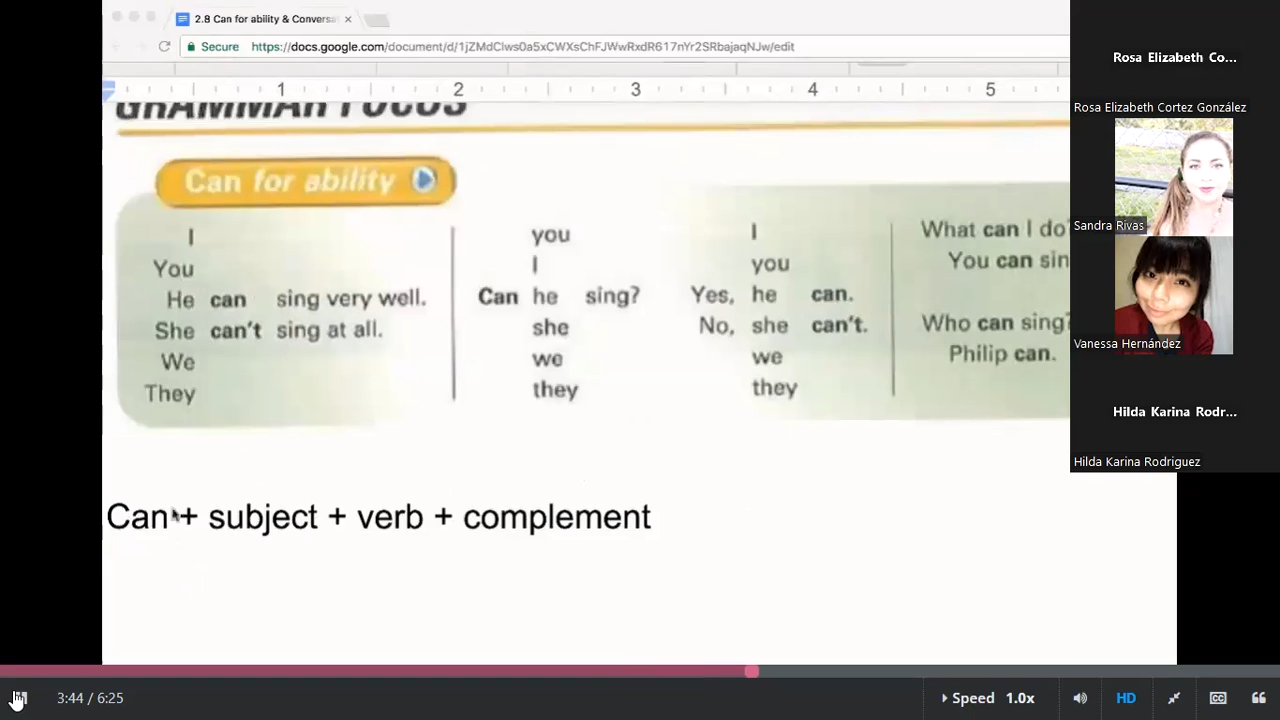 2.8 Can for ability & Conversa
Secure https://docs.google.com/document/d/1jZMdClws0a5xCWXsChFJWwRxdR617nYr2SRbajaqNJw/edit
1 2 3 4 5
GRAMMAR FOCUS
Can for ability
I
You
He can sing very well.
She can't sing at all.
We
They
you
I
Can he sing?
she
we
they
I
you
Yes, he can.
No, she can't.
we
they
What can I do?
You can sin
Who can sing?
Philip can.
Can + subject + verb + complement
Rosa Elizabeth Co...
Rosa Elizabeth Cortez González
Sandra Rivas
Vanessa Hernández
Hilda Karina Rodr...
Hilda Karina Rodriguez
3:44 / 6:25
Speed 1.0x
HD
CC